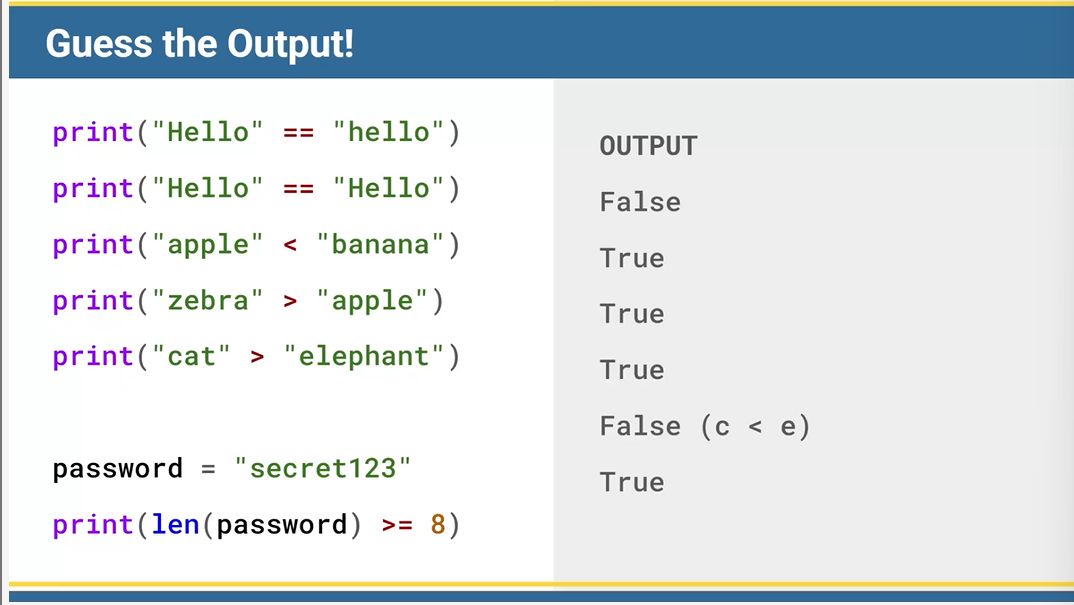 Guess the Output!
print("Hello" == "hello")
print("Hello" == "Hello")
print("apple" < "banana")
print("zebra" > "apple")
print("cat" > "elephant")
password = "secret123"
print(len(password) >= 8)
OUTPUT
False
True
True
True
False (c < e)
True